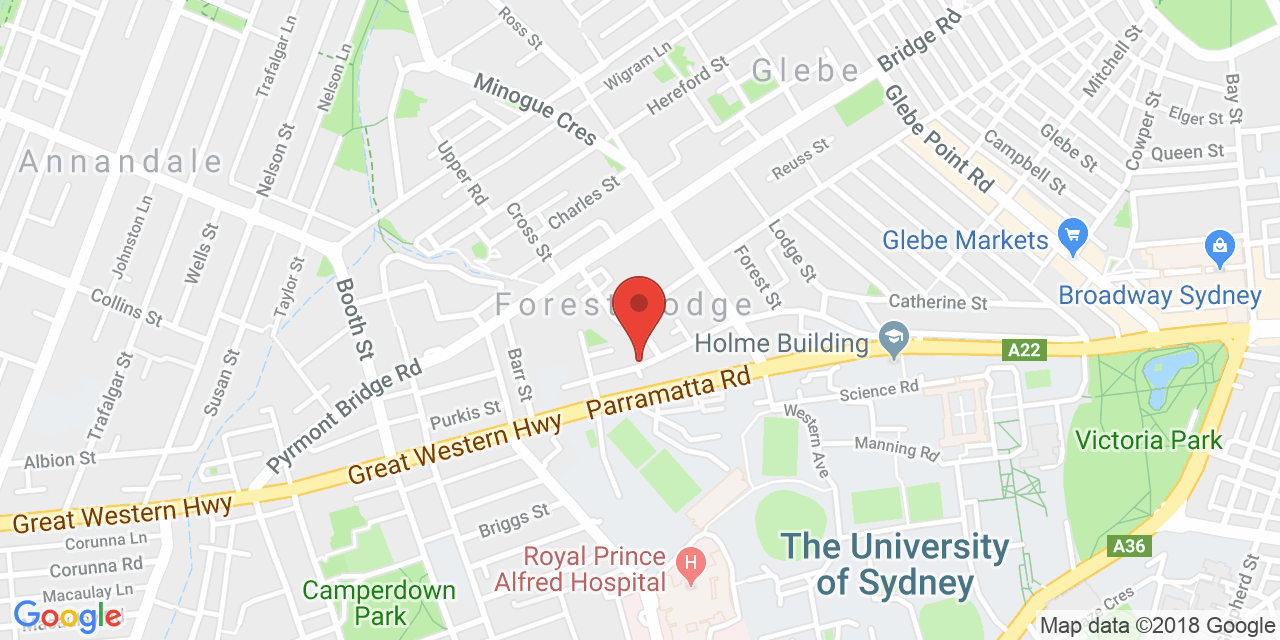 Trafalgar Ln
Nelson Ln
Ross St
Wigram Ln
Hereford St
Glebe
Bridge Rd
Mitchell St
Bay St
Minogue Cres
Glebe Point Rd
Cowper St
Elger St
Glebe St
Queen St
Campbell St
Annandale
Nelson St
Upper Rd
Charles St
Reuss St
Cross St
Johnston Ln
Wells St
Lodge St
Forest St
Glebe Markets
Taylor St
Collins St
Booth St
Catherine St
Broadway Sydney
Holme Building
A22
Barr St
Trafalgar St
Susan St
Pyrmont Bridge Rd
Parramatta Rd
Science Rd
Purkis St
Great Western Hwy
Western Ave
Manning Rd
Victoria Park
Albion St
Great Western Hwy
Briggs St
Corunna Ln
Corunna Rd
Macaulay Ln
Royal Prince
Alfred Hospital
H
The University
of Sydney
A36
Camperdown
Park
Google
Map data ©2018 Google